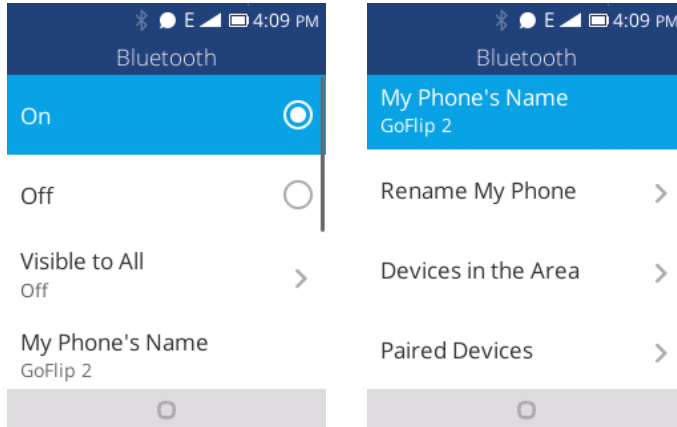 E 4:09 PM
Bluetooth
On
Off
Visible to All
Off
My Phone's Name
GoFlip 2
E 4:09 PM
Bluetooth
My Phone's Name
GoFlip 2
Rename My Phone
Devices in the Area
Paired Devices